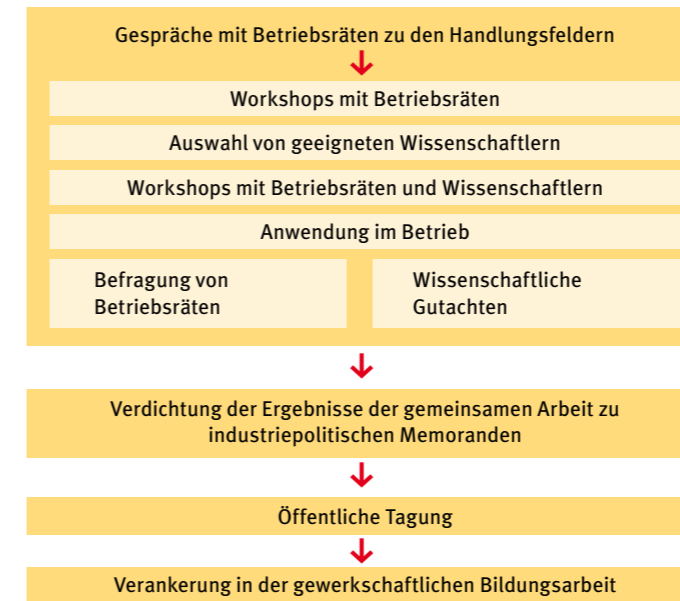 Gespräche mit Betriebsräten zu den Handlungsfeldern
Workshops mit Betriebsräten
Auswahl von geeigneten Wissenschaftlern
Workshops mit Betriebsräten und Wissenschaftlern
Anwendung im Betrieb
Befragung von
Betriebsräten
Wissenschaftliche
Gutachten
Verdichtung der Ergebnisse der gemeinsamen Arbeit zu
industriepolitischen Memoranden
Öffentliche Tagung
Verankerung in der gewerkschaftlichen Bildungsarbeit